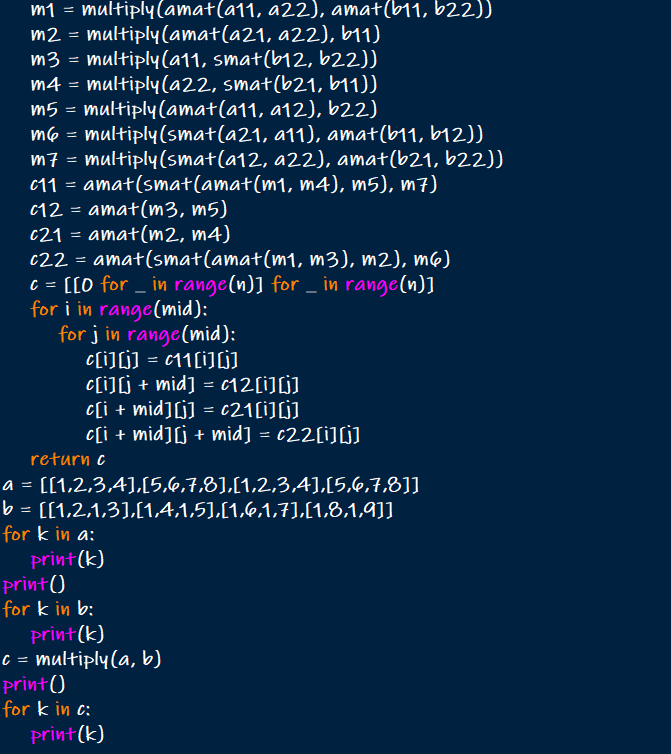 m1 = multiply(amat(a11, a22), amat(b11, b22))
m2 = multiply(amat(a21, a22), b11)
m3 = multiply(a11, smat(b12, b22))
m4 = multiply(a22, smat(b21, b11))
m5 = multiply(amat(a11, a12), b22)
m6 = multiply(smat(a21, a11), amat(b11, b12))
m7 = multiply(smat(a12, a22), amat(b21, b22))
c11 = amat(smat(amat(m1, m4), m5), m7)
c12 = amat(m3, m5)
c21 = amat(m2, m4)
c22 = amat(smat(amat(m1, m3), m2), m6)
c = [[0 for _ in range(n)] for _ in range(n)]
for i in range(mid):
for j in range(mid):
c[i][j] = c11[i][j]
c[i][j + mid] = c12[i][j]
c[i + mid][j] = c21[i][j]
c[i + mid][j + mid] = c22[i][j]
return c
a = [[1,2,3,4],[5,6,7,8],[1,2,3,4],[5,6,7,8]]
b = [[1,2,1,3],[1,4,1,5],[1,6,1,7],[1,8,1,9]]
for k in a:
print(k)
print()
for k in b:
print(k)
c = multiply(a, b)
print()
for k in c:
print(k)